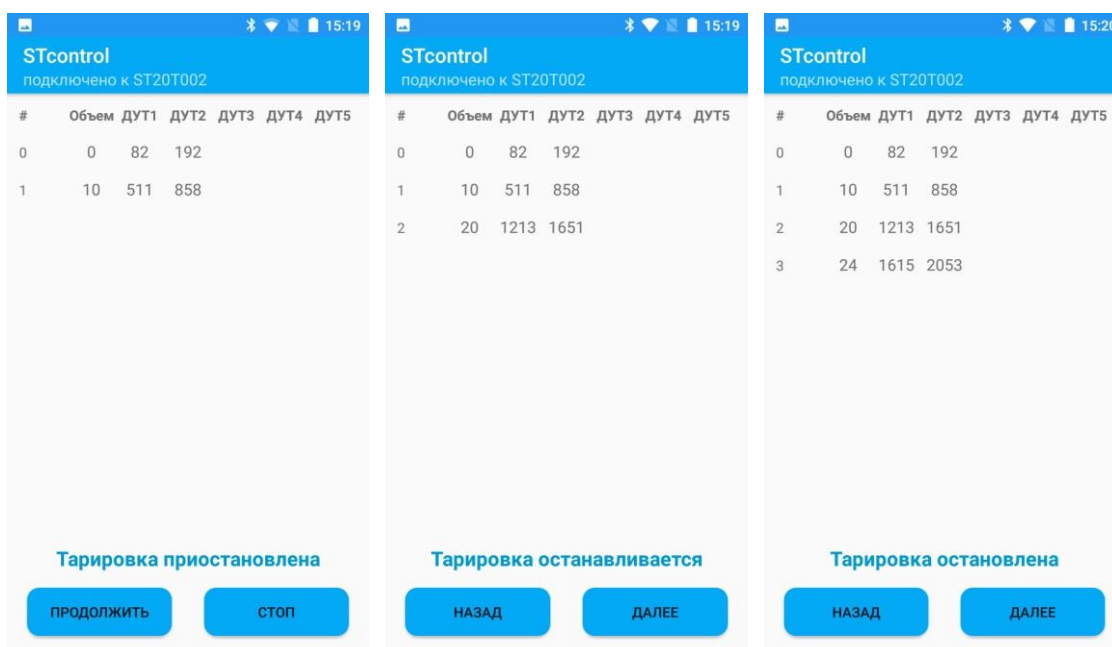 15:19
STcontrol
подключено к ST20T002
# Объем ДУТ1 ДУТ2 ДУТ3 ДУТ4 ДУТ5
0 0 82 192
1 10 511 858
Тарировка приостановлена
ПРОДОЛЖИТЬ СТОП
15:19
STcontrol
подключено к ST20T002
# Объем ДУТ1 ДУТ2 ДУТ3 ДУТ4 ДУТ5
0 0 82 192
1 10 511 858
2 20 1213 1651
Тарировка останавливается
НАЗАД ДАЛЕЕ
15:20
STcontrol
подключено к ST20T002
# Объем ДУТ1 ДУТ2 ДУТ3 ДУТ4 ДУТ5
0 0 82 192
1 10 511 858
2 20 1213 1651
3 24 1615 2053
Тарировка остановлена
НАЗАД ДАЛЕЕ